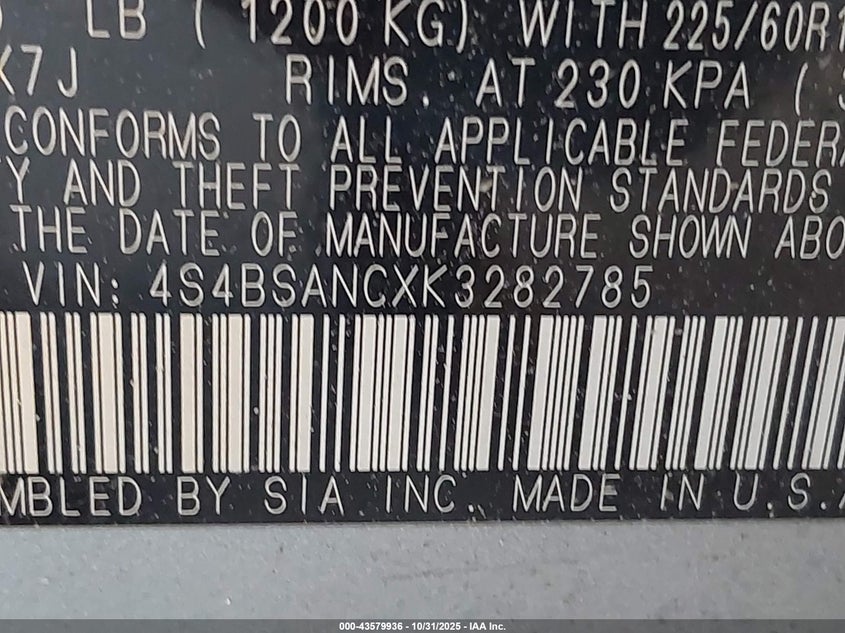 LB ( 1200 KG) WITH 225/60R1
7J RIMS AT 230 KPA (
CONFORMS TO ALL APPLICABLE FEDERA
Y AND THEFT PREVENTION STANDARDS
THE DATE OF MANUFACTURE SHOWN ABO
VIN: 4S4BSANCXK3282785
MBLED BY SIA INC. MADE IN U.S.A
000-43579936 - 10/31/2025 - IAA Inc.